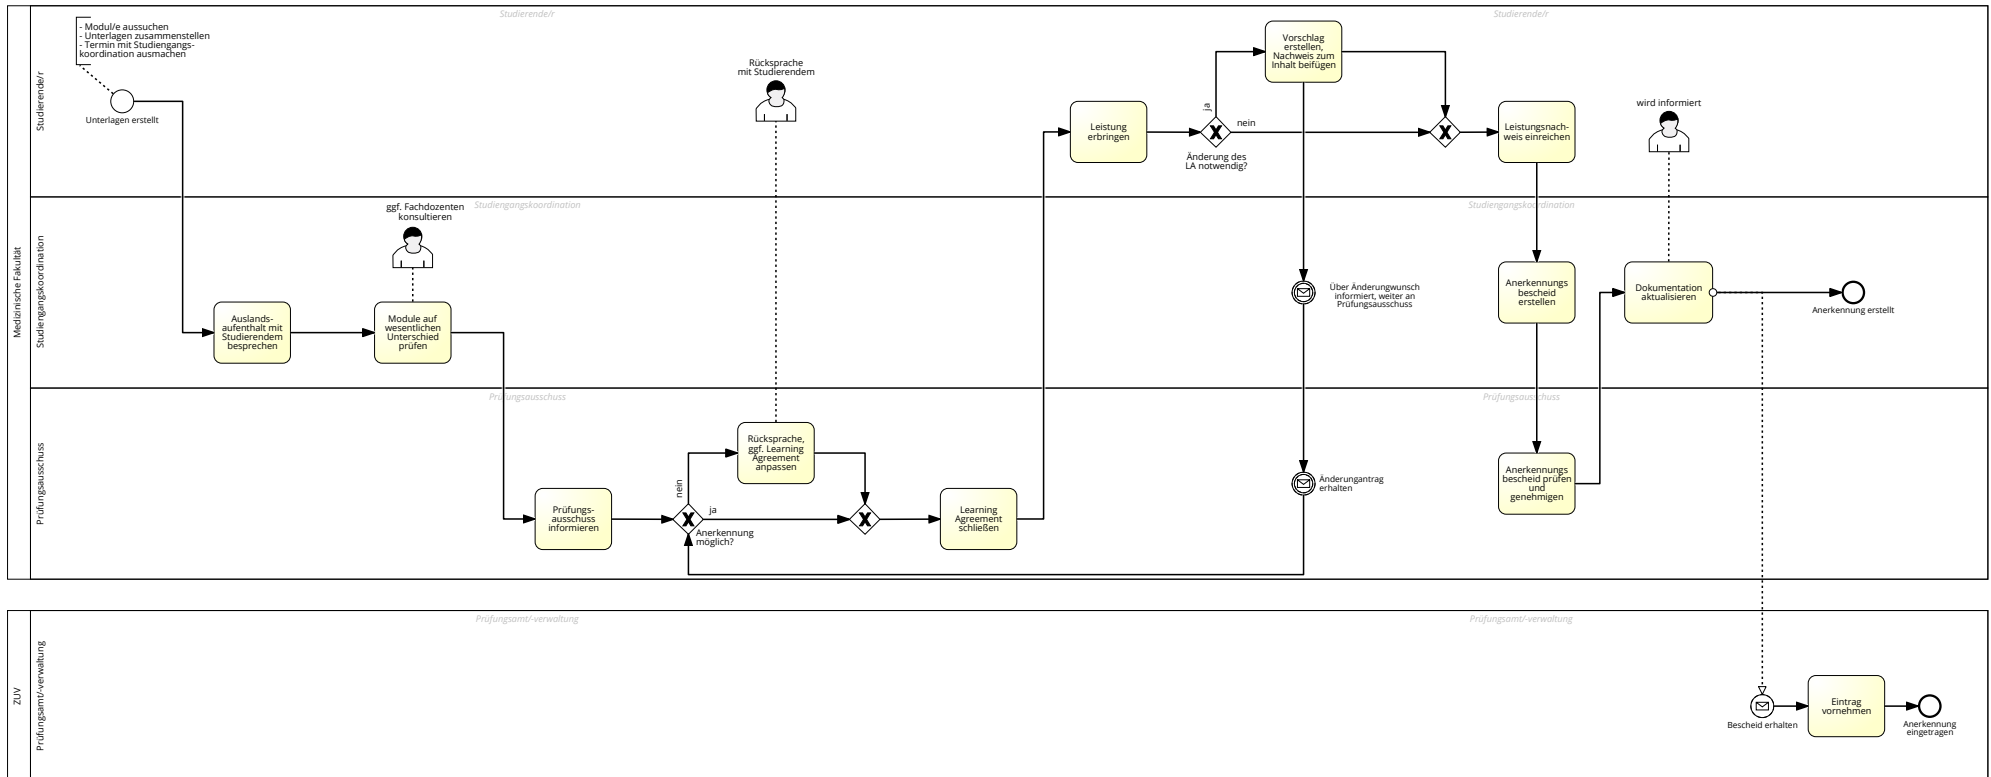 Medizinische Fakultät
Studierende/r
Studierende/r
Studierende/r
- Modul/e aussuchen
- Unterlagen zusammenstellen
- Termin mit Studiengangs-
koordination ausmachen
Unterlagen erstellt
Rücksprache
mit Studierendem
Leistung
erbringen
ja
nein
Änderung des
LA notwendig?
Vorschlag
erstellen,
Nachweis zum
Inhalt beifügen
Leistungsnach-
weis einreichen
wird informiert
Studiengangskoordination
Studiengangskoordination
Studiengangskoordination
ggf. Fachdozenten
konsultieren
Auslands-
aufenthalt mit
Studierendem
besprechen
Module auf
wesentlichen
Unterschied
prüfen
Über Änderungwunsch
informiert, weiter an
Prüfungsausschuss
Anerkennungs
bescheid
erstellen
Dokumentation
aktualisieren
Anerkennung erstellt
Prüfungsausschuss
Prüfungsausschuss
Prüfungsausschuss
Prüfungs-
ausschuss
informieren
nein
ja
Anerkennung
möglich?
Rücksprache,
ggf. Learning
Agreement
anpassen
Learning
Agreement
schließen
Änderungantrag
erhalten
Anerkennungs
bescheid prüfen
und
genehmigen
ZUV
Prüfungsamt/-verwaltung
Prüfungsamt/-verwaltung
Prüfungsamt/-verwaltung
Bescheid erhalten
Eintrag
vornehmen
Anerkennung
eingetragen